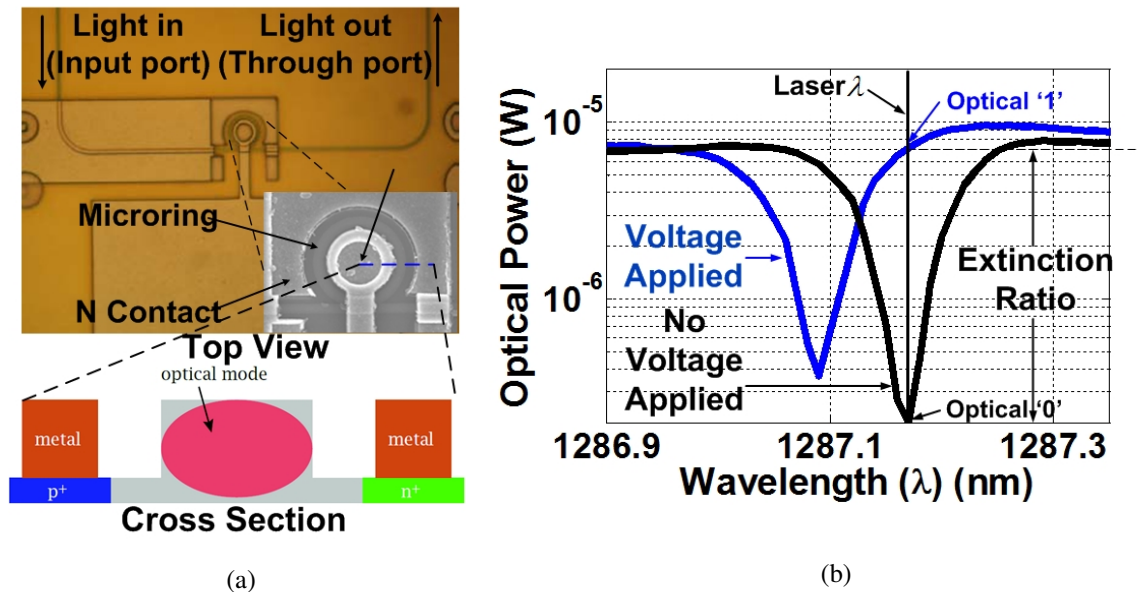 Light in Light out
(Input port) (Through port)
Microring
N Contact
Top View
optical mode
metal metal
p+ n+
Cross Section
(a)
Optical Power (W)
10^-5
10^-6
Laser λ
Optical '1'
Voltage
Applied
No
Voltage
Applied
Extinction
Ratio
Optical '0'
1286.9 1287.1 1287.3
Wavelength (λ) (nm)
(b)